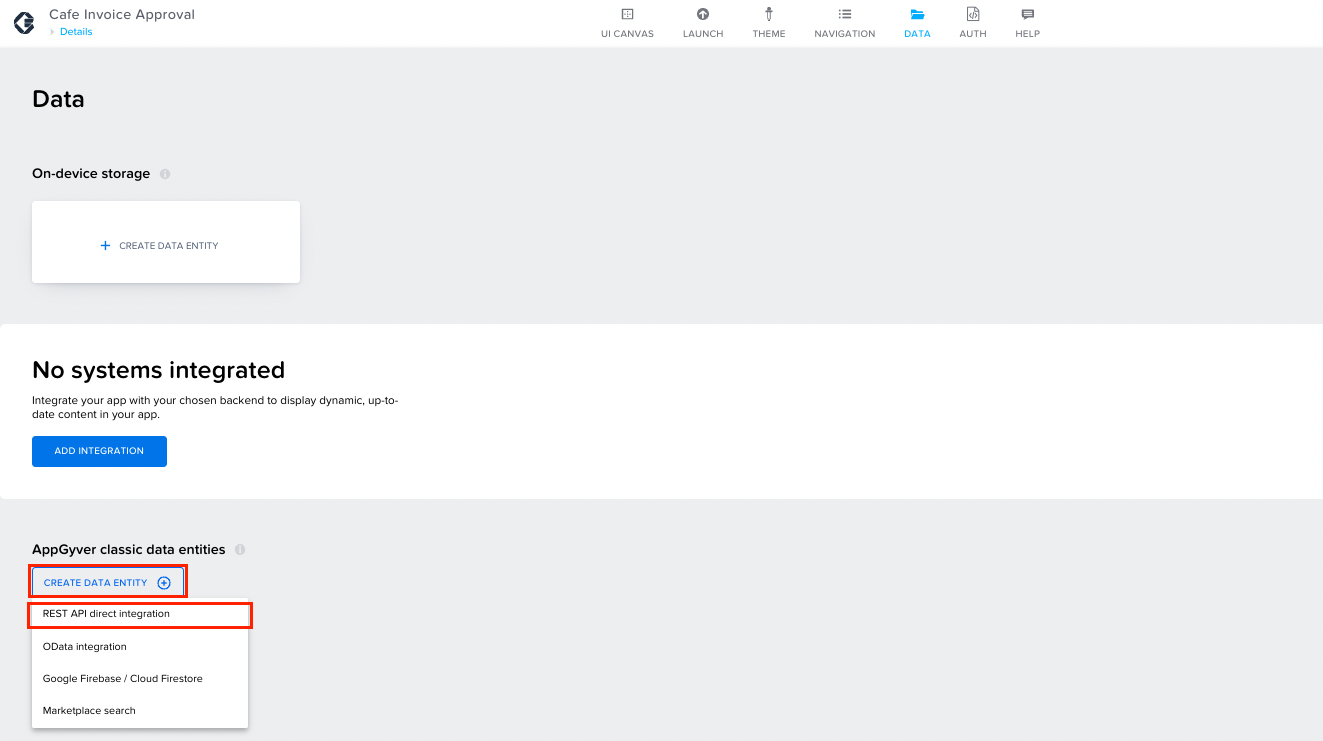 Cafe Invoice Approval
Details
UI CANVAS
LAUNCH
THEME
NAVIGATION
DATA
AUTH
HELP
Data
On-device storage
CREATE DATA ENTITY
No systems integrated
Integrate your app with your chosen backend to display dynamic, up-to-
date content in your app.
ADD INTEGRATION
AppGyver classic data entities
CREATE DATA ENTITY
REST API direct integration
OData integration
Google Firebase / Cloud Firestore
Marketplace search